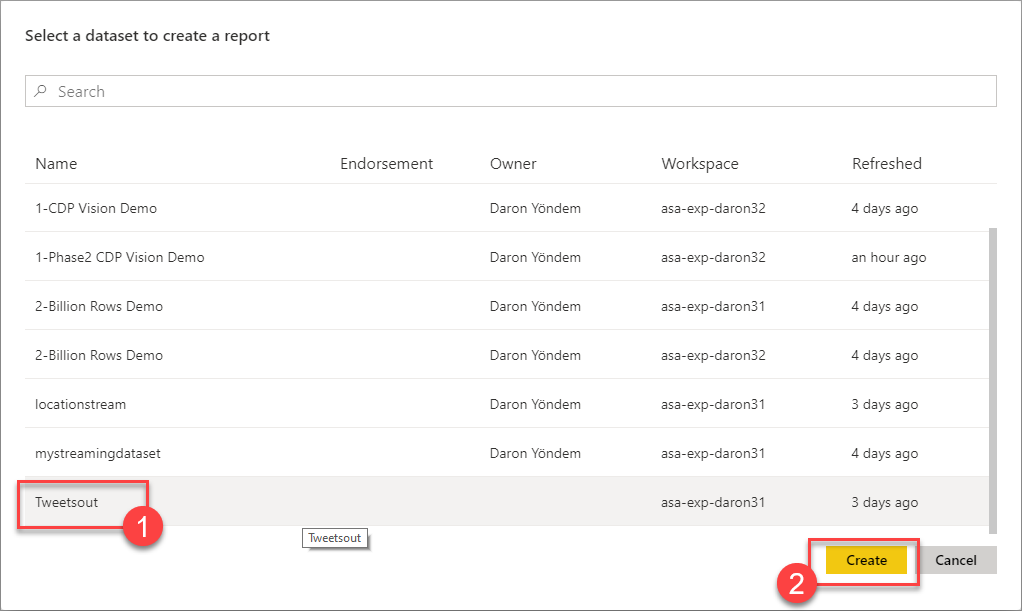 Select a dataset to create a report
Search
Name Endorsement Owner Workspace Refreshed
1-CDP Vision Demo Daron Yöndem asa-exp-daron32 4 days ago
1-Phase2 CDP Vision Demo Daron Yöndem asa-exp-daron32 an hour ago
2-Billion Rows Demo Daron Yöndem asa-exp-daron31 4 days ago
2-Billion Rows Demo Daron Yöndem asa-exp-daron32 4 days ago
locationstream Daron Yöndem asa-exp-daron31 3 days ago
mystreamingdataset Daron Yöndem asa-exp-daron31 4 days ago
Tweetsout asa-exp-daron31 3 days ago
1
Tweetsout
Create Cancel
2